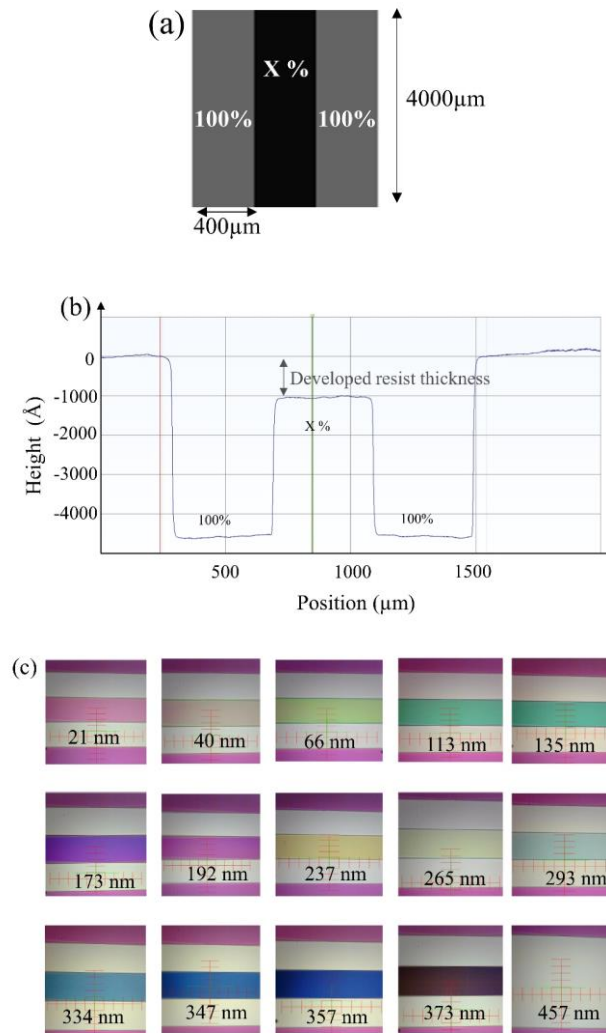 (a)
X %
100% 100%
4000µm
400µm
(b)
0
Developed resist thickness
-1000
X %
-2000
-3000
-4000
100% 100%
Height (Å)
500 1000 1500
Position (µm)
(c)
21 nm 40 nm 66 nm 113 nm 135 nm
173 nm 192 nm 237 nm 265 nm 293 nm
334 nm 347 nm 357 nm 373 nm 457 nm